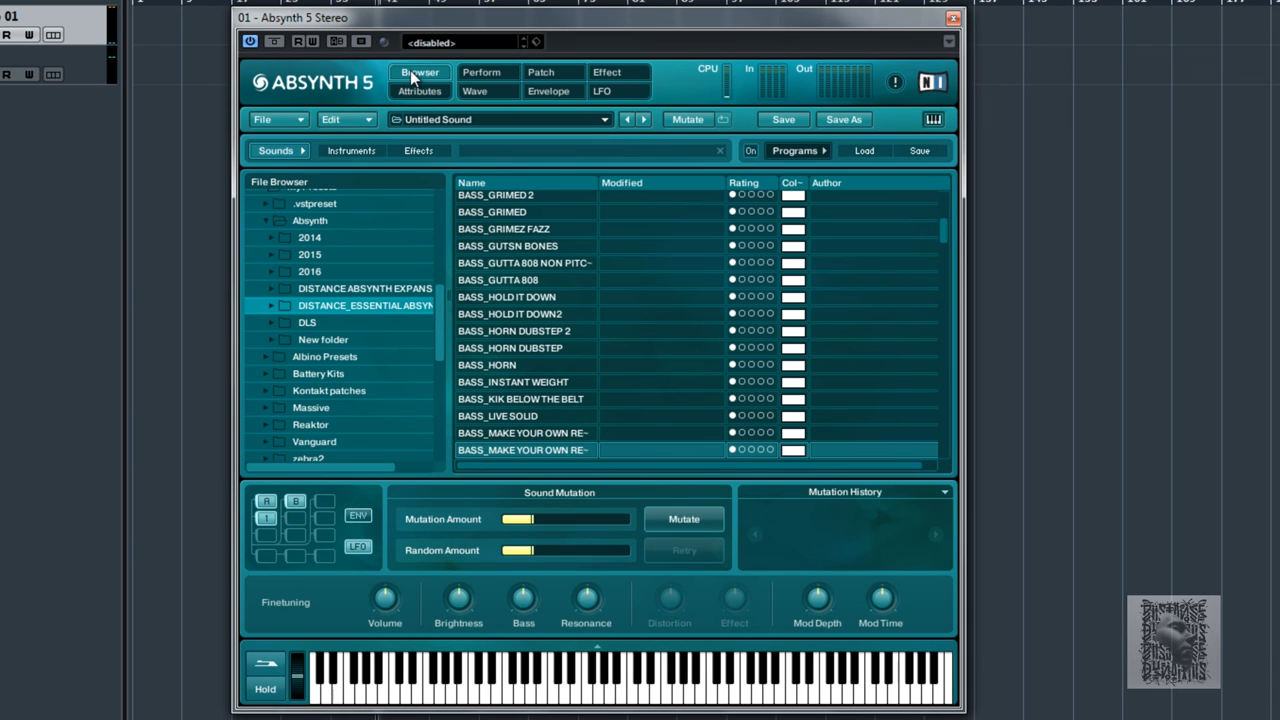 01
R W
R W
01 - Absynth 5 Stereo
R W
<disabled>
ABSYNTH 5
Browser Perform Patch Effect
Attributes Wave Envelope LFO
CPU In Out
File Edit Untitled Sound Mutate Save Save As
Sounds Instruments Effects On Programs Load Save
File Browser
.vstpreset
Absynth
2014
2015
2016
DISTANCE ABSYNTH EXPANS
DISTANCE_ESSENTIAL ABSYN
DLS
New folder
Albino Presets
Battery Kits
Kontakt patches
Massive
Reaktor
Vanguard
zebra2
Name Modified Rating Col~ Author
BASS_GRIMED 2
BASS_GRIMED
BASS_GRIMEZ FAZZ
BASS_GUTSN BONES
BASS_GUTTA 808 NON PITC~
BASS_GUTTA 808
BASS_HOLD IT DOWN
BASS_HOLD IT DOWN2
BASS_HORN DUBSTEP 2
BASS_HORN DUBSTEP
BASS_HORN
BASS_INSTANT WEIGHT
BASS_KIK BELOW THE BELT
BASS_LIVE SOLID
BASS_MAKE YOUR OWN RE~
BASS_MAKE YOUR OWN RE~
A B
1
ENV
LFO
Sound Mutation
Mutation Amount Mutate
Random Amount Retry
Mutation History
Finetuning
Volume Brightness Bass Resonance Distortion Effect Mod Depth Mod Time
Hold